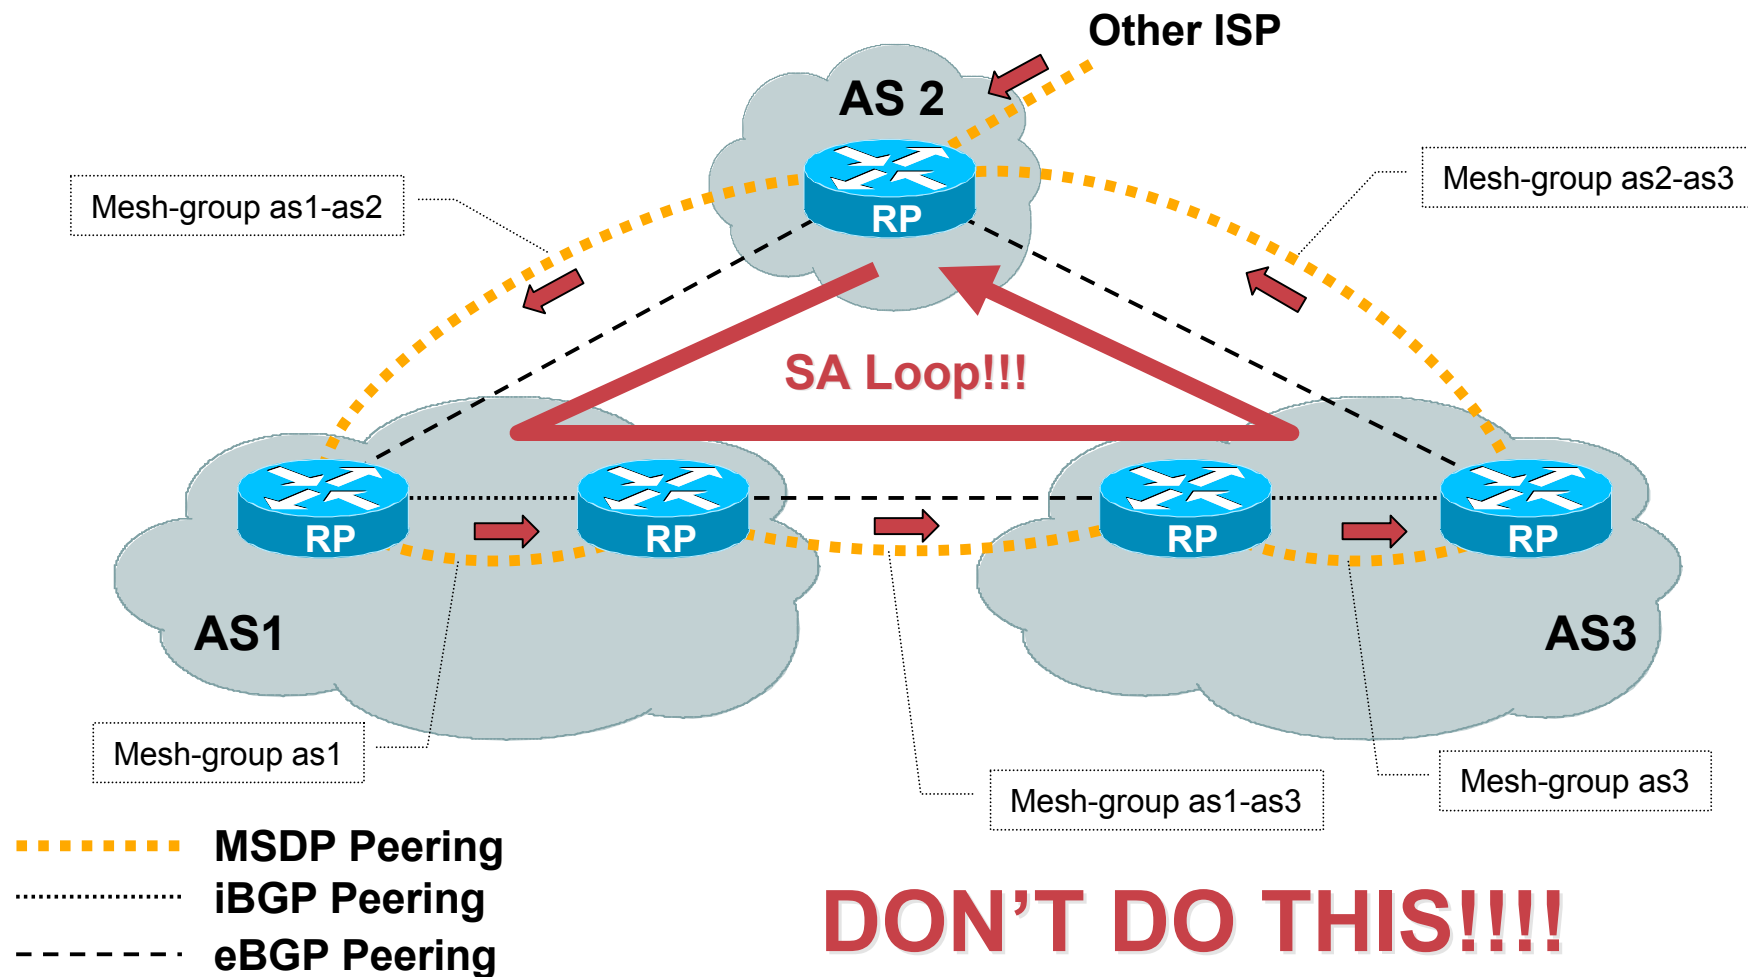 Other ISP
AS 2
RP
Mesh-group as1-as2
Mesh-group as2-as3
SA Loop!!!
RP
RP
RP
RP
AS1
AS3
Mesh-group as1
Mesh-group as1-as3
Mesh-group as3
MSDP Peering
iBGP Peering
eBGP Peering
DON'T DO THIS!!!!